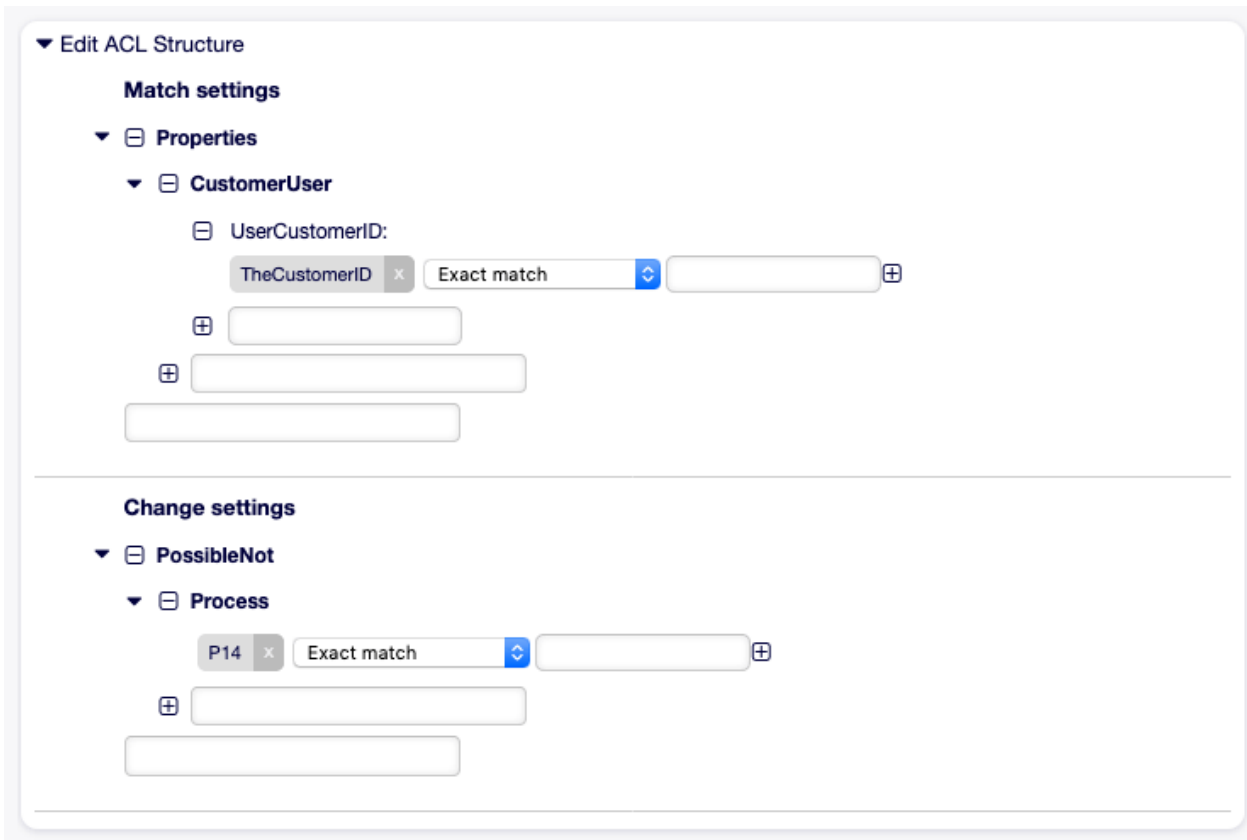 Edit ACL Structure
Match settings
Properties
CustomerUser
UserCustomerID:
TheCustomerID x Exact match
Change settings
PossibleNot
Process
P14 x Exact match